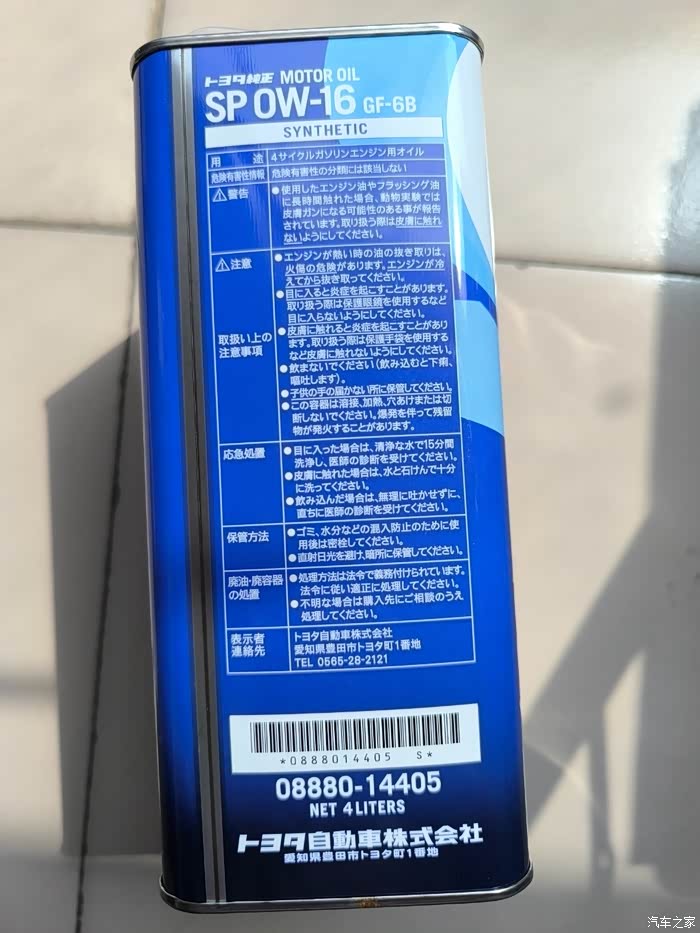 トヨタ純正 MOTOR OIL
SP 0W-16 GF-6B
SYNTHETIC
用途 4サイクルガソリンエンジン用オイル
危険有害性情報 危険有害性の分類には該当しない
⚠警告
●使用したエンジン油やフラッシング油
に長時間触れた場合、動物実験では
皮膚ガンになる可能性のある事が報告
されています。取り扱う際は皮膚に触れ
ないようにしてください。
⚠注意
取扱い上の
注意事項
●エンジンが熱い時の油の抜き取りは、
火傷の危険があります。エンジンが冷
えてから抜き取ってください。
●目に入ると炎症を起こすことがあります。
取り扱う際は保護眼鏡を使用するなど
目に入らないようにしてください。
●皮膚に触れると炎症を起こすことがあり
ます。取り扱う際は保護手袋を使用する
など皮膚に触れないようにしてください。
●飲まないでください(飲み込むと下痢、
嘔吐します)。
●子供の手の届かない所に保管してください。
●この容器は溶接、加熱、穴あけまたは切
断しないでください。爆発を伴って残留
物が発火することがあります。
応急処置
●目に入った場合は、清浄な水で15分間
洗浄し、医師の診断を受けてください。
●皮膚に触れた場合は、水と石けんで十分
に洗ってください。
●飲み込んだ場合は、無理に吐かせずに、
直ちに医師の診断を受けてください。
保管方法
●ゴミ、水分などの混入防止のために使
用後は密栓してください。
●直射日光を避け、暗所に保管してください。
廃油・廃容器
の処置
●処理方法は法令で義務付けられています。
法令に従い適正に処理してください。
●不明な場合は購入先にご相談のうえ
処理してください。
表示者
連絡先
トヨタ自動車株式会社
愛知県豊田市トヨタ町1番地
TEL 0565-28-2121
*0888014405 S*
08880-14405
NET 4 LITERS
トヨタ自動車株式会社
愛知県豊田市トヨタ町1番地
汽车之家